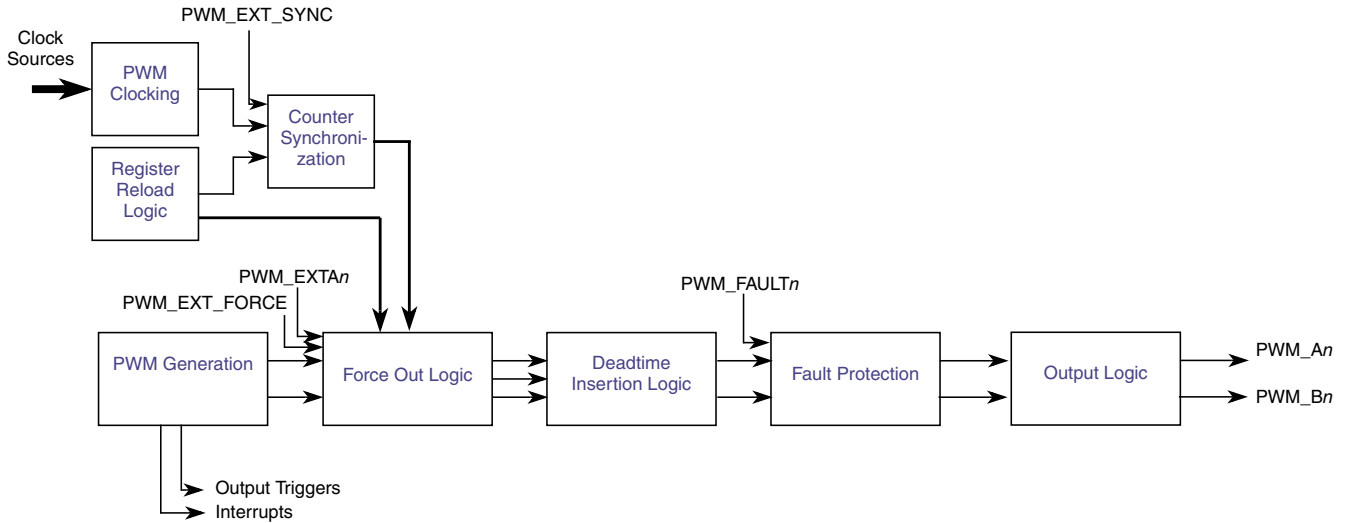 PWM_EXT_SYNC
Clock
Sources
PWM
Clocking
Counter
Synchroni-
zation
Register
Reload
Logic
PWM_EXTAn
PWM_EXT_FORCE
PWM_FAULTn
PWM Generation
Force Out Logic
Deadtime
Insertion Logic
Fault Protection
Output Logic
PWM_An
PWM_Bn
Output Triggers
Interrupts